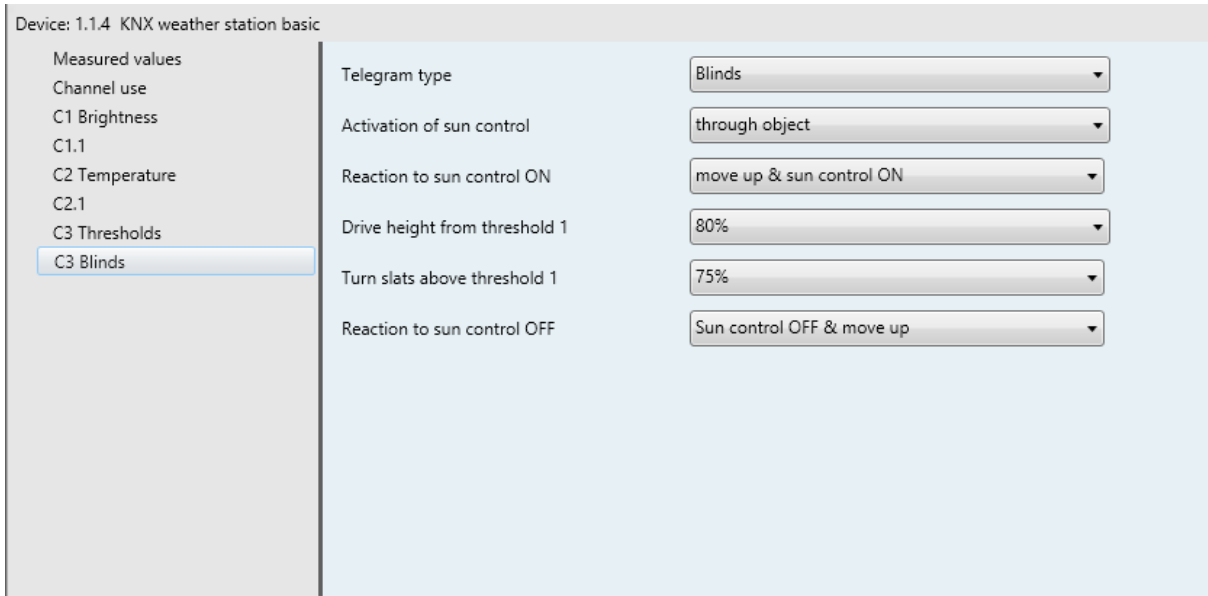 Device: 1.1.4 KNX weather station basic
Measured values
Channel use
C1 Brightness
C1.1
C2 Temperature
C2.1
C3 Thresholds
C3 Blinds
Telegram type Blinds
Activation of sun control through object
Reaction to sun control ON move up & sun control ON
Drive height from threshold 1 80%
Turn slats above threshold 1 75%
Reaction to sun control OFF Sun control OFF & move up